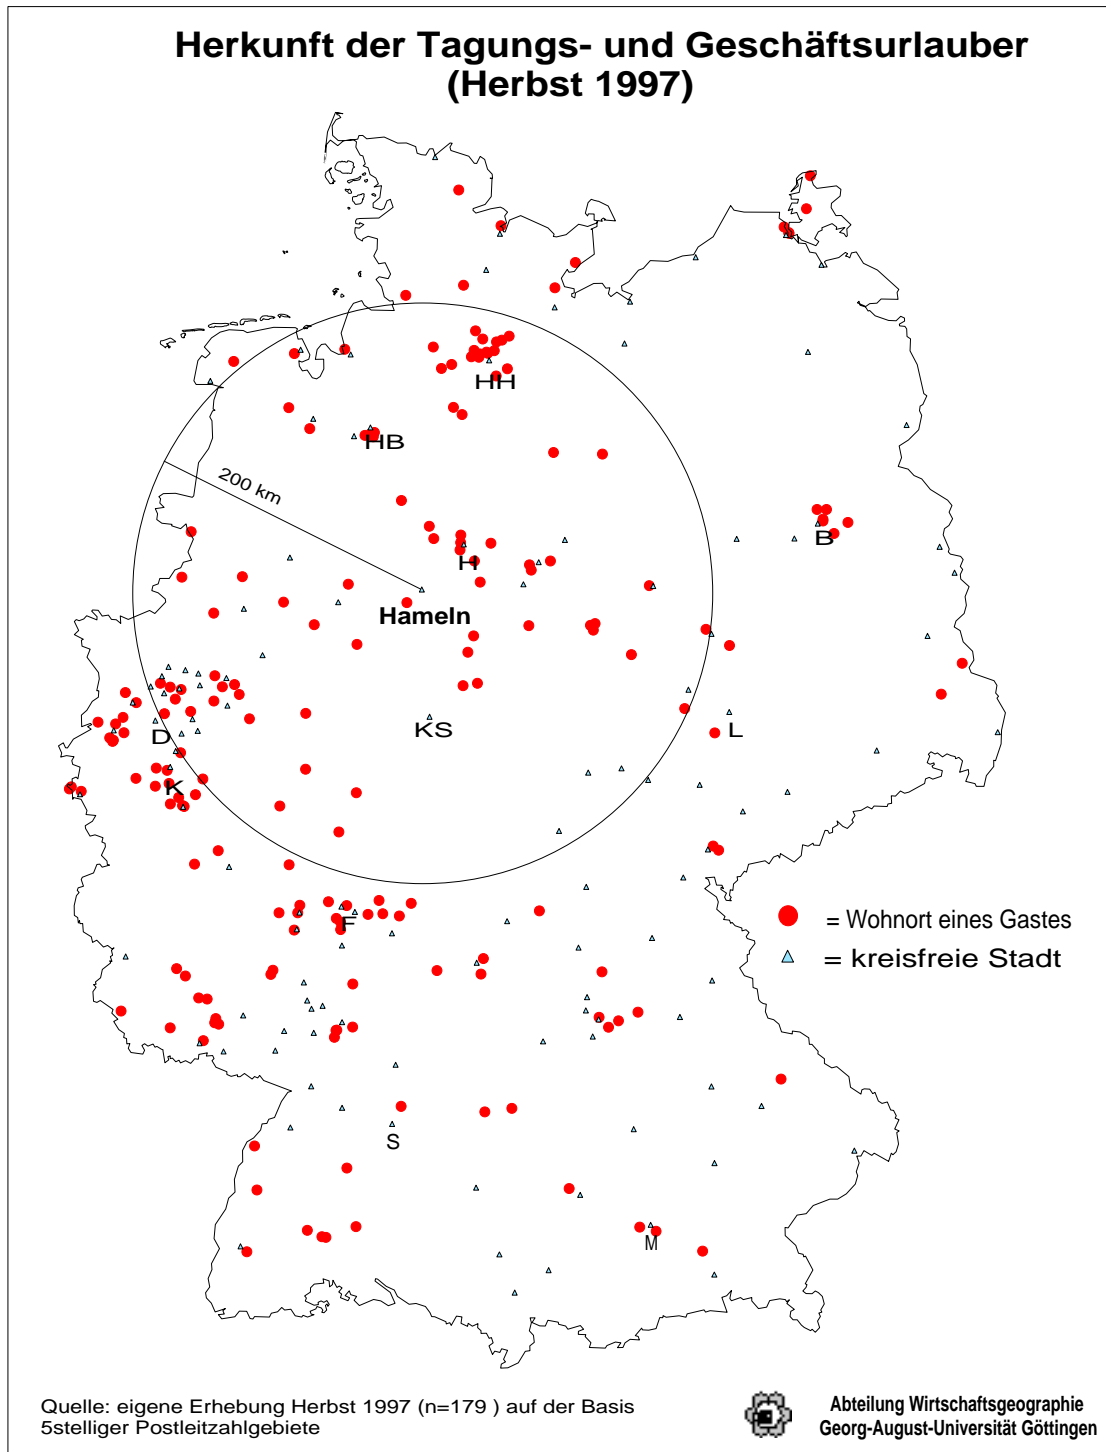 Herkunft der Tagungs- und Geschäftsurlauber
(Herbst 1997)
HH
HB
200 km
B
H
Hameln
KS
L
D
K
F
= Wohnort eines Gastes
= kreisfreie Stadt
S
M
Quelle: eigene Erhebung Herbst 1997 (n=179 ) auf der Basis
5stelliger Postleitzahlgebiete
Abteilung Wirtschaftsgeographie
Georg-August-Universität Göttingen